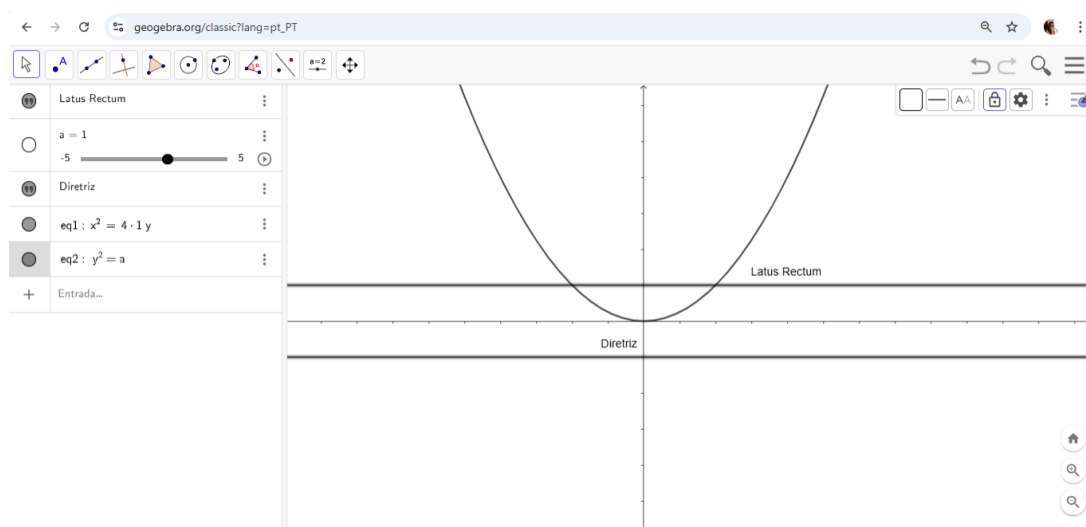 geogebra.org/classic?lang=pt_PT
A
a=2
Latus Rectum
a = 1
-5 5
Diretriz
eq1 : x² = 4 · 1 y
eq2 : y² = a
+ Entrada...
AA
Latus Rectum
Diretriz